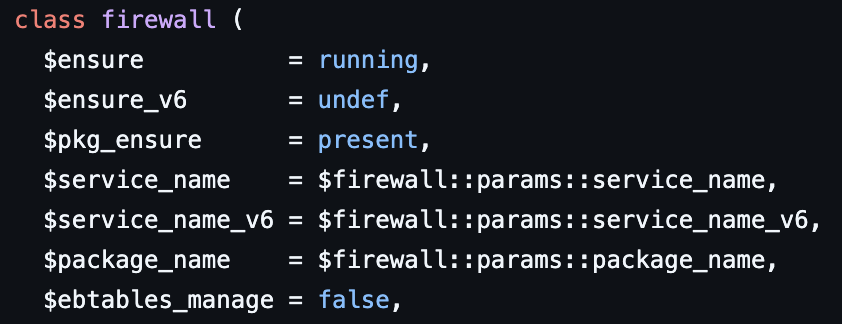 class firewall (
  $ensure          = running,
  $ensure_v6       = undef,
  $pkg_ensure      = present,
  $service_name    = $firewall::params::service_name,
  $service_name_v6 = $firewall::params::service_name_v6,
  $package_name    = $firewall::params::package_name,
  $ebtables_manage = false,